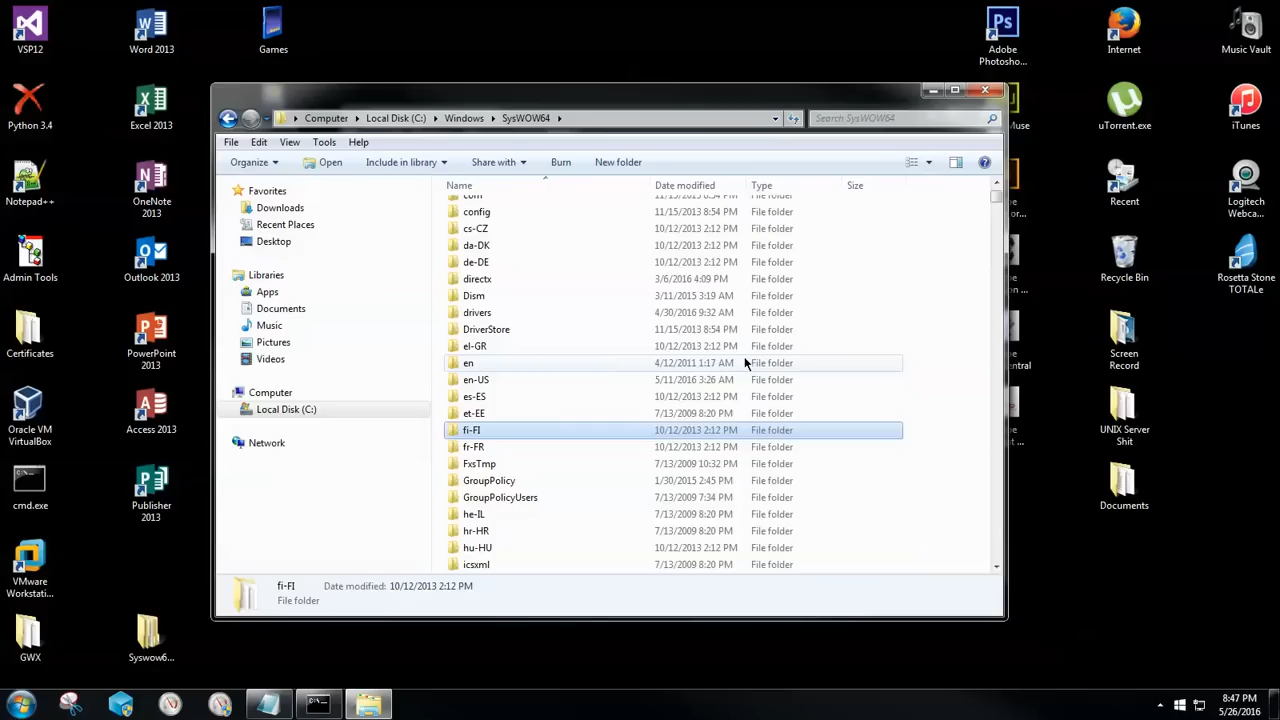 VSP12
Word 2013
Games
Adobe
Photosho...
Internet
Music Vault
Python 3.4
Excel 2013
Muse
uTorrent.exe
iTunes
Notepad++
OneNote
2013
Recent
Logitech
Webca...
Admin Tools
Outlook 2013
Recycle Bin
Rosetta Stone
TOTALe
Certificates
PowerPoint
2013
Screen
Record
Oracle VM
VirtualBox
Access 2013
UNIX Server
Shit
cmd.exe
Publisher
2013
Documents
VMware
Workstati...
GWX
Syswow6...
Computer
Local Disk (C:)
Windows
SysWOW64
Search SysWOW64
File Edit View Tools Help
Organize Open Include in library Share with Burn New folder
Favorites
Downloads
Recent Places
Desktop
Libraries
Apps
Documents
Music
Pictures
Videos
Computer
Local Disk (C:)
Network
Name Date modified Type Size
config 11/15/2013 8:54 PM File folder
cs-CZ 10/12/2013 2:12 PM File folder
da-DK 10/12/2013 2:12 PM File folder
de-DE 10/12/2013 2:12 PM File folder
directx 3/6/2016 4:09 PM File folder
Dism 3/11/2015 3:19 AM File folder
drivers 4/30/2016 9:32 AM File folder
DriverStore 11/15/2013 8:54 PM File folder
el-GR 10/12/2013 2:12 PM File folder
en 4/12/2011 1:17 AM File folder
en-US 5/11/2016 3:26 AM File folder
es-ES 10/12/2013 2:12 PM File folder
et-EE 7/13/2009 8:20 PM File folder
fi-FI 10/12/2013 2:12 PM File folder
fr-FR 10/12/2013 2:12 PM File folder
FxsTmp 7/13/2009 10:32 PM File folder
GroupPolicy 1/30/2015 2:45 PM File folder
GroupPolicyUsers 7/13/2009 7:34 PM File folder
he-IL 7/13/2009 8:20 PM File folder
hr-HR 7/13/2009 8:20 PM File folder
hu-HU 10/12/2013 2:12 PM File folder
icsxml 7/13/2009 8:20 PM File folder
fi-FI Date modified: 10/12/2013 2:12 PM
File folder
8:47 PM
5/26/2016